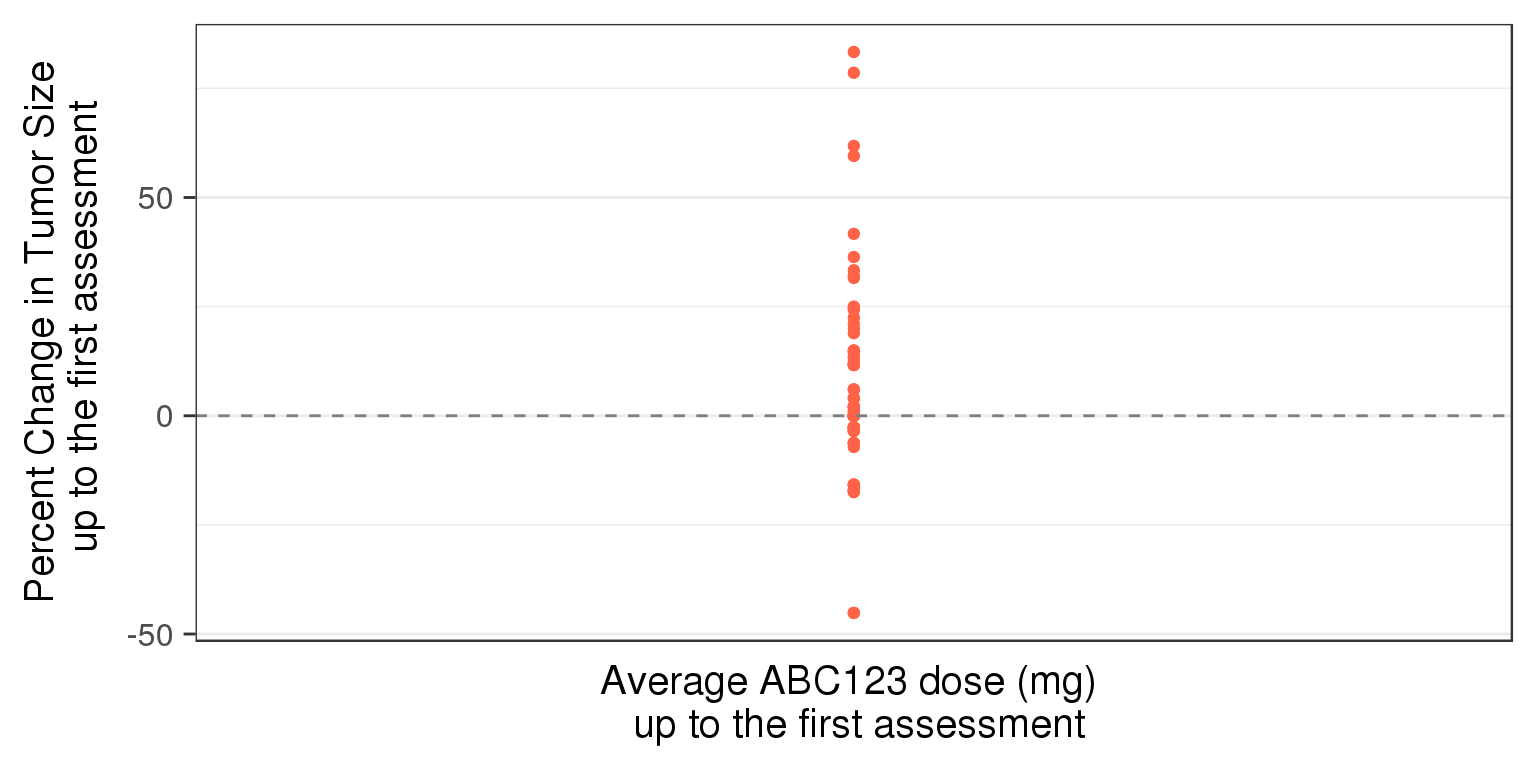 Percent Change in Tumor Size
up to the first assessment
50
0
-50
Average ABC123 dose (mg)
up to the first assessment